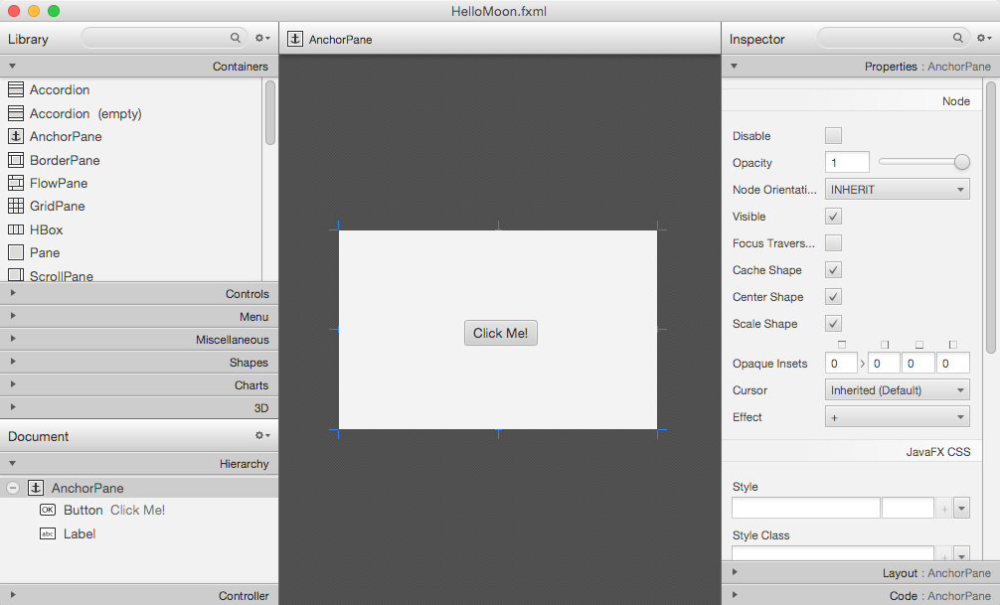 HelloMoon.fxml
Library
AnchorPane
Inspector
Containers
Accordion
Accordion (empty)
AnchorPane
BorderPane
FlowPane
GridPane
HBox
Pane
ScrollPane
Controls
Menu
Miscellaneous
Shapes
Charts
3D
Document
Hierarchy
AnchorPane
OK Button Click Me!
abc Label
Controller
Click Me!
Properties : AnchorPane
Node
Disable
Opacity 1
Node Orientati... INHERIT
Visible
Focus Travers...
Cache Shape
Center Shape
Scale Shape
Opaque Insets 0 0 0 0
Cursor Inherited (Default)
Effect +
JavaFX CSS
Style
+
Style Class
Layout : AnchorPane
Code : AnchorPane